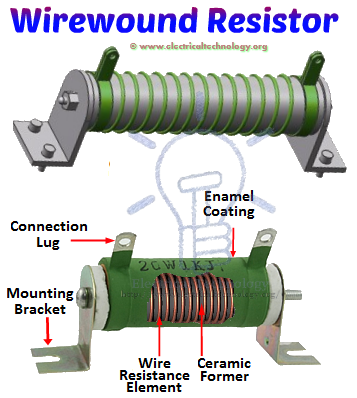 Wirewound Resistor
© www.electricaltechnology.org
Enamel
Coating
Connection
Lug
Mounting
Bracket
Wire
Resistance
Element
Ceramic
Former